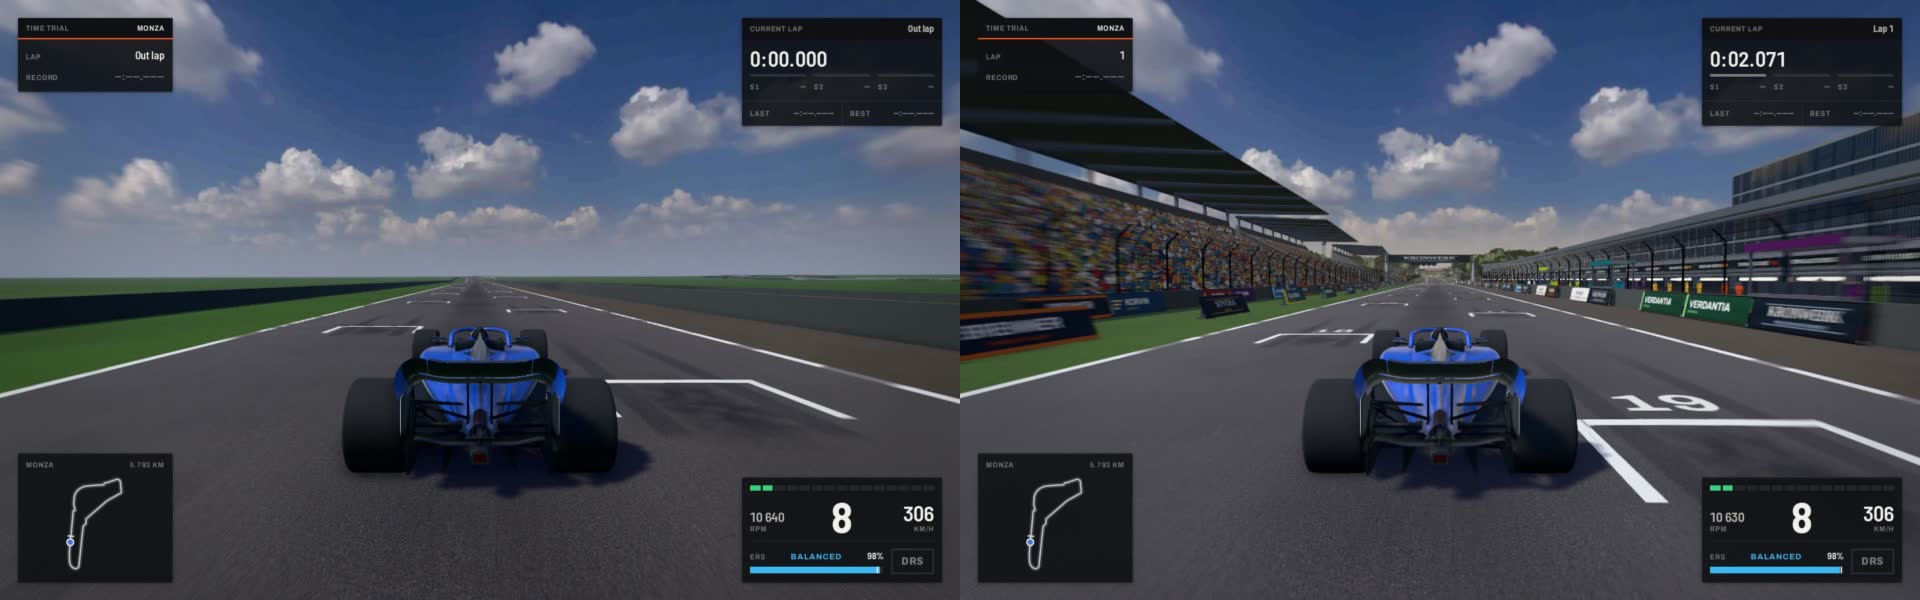 TIME TRIAL MONZA
LAP Out lap
RECORD -:--.---
CURRENT LAP Out lap
0:00.000
S1 -- S2 -- S3 --
LAST -:--.--- BEST -:--.---
MONZA 5.793 KM
10 640 RPM
8
306 KM/H
ERS BALANCED 98%
DRS
TIME TRIAL MONZA
LAP 1
RECORD -:--.---
CURRENT LAP Lap 1
0:02.071
S1 -- S2 -- S3 --
LAST -:--.--- BEST -:--.---
KRONWERK
KORVIN
SOVERA
VERDANTIA
VERDANTIA
19
MONZA 5.793 KM
10 630 RPM
8
306 KM/H
ERS BALANCED 98%
DRS